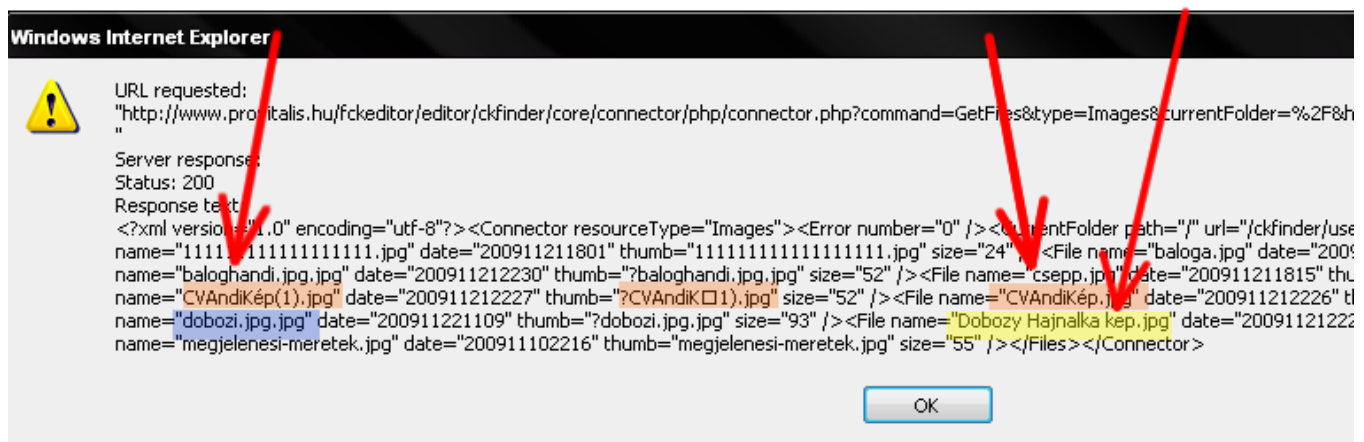 Windows Internet Explorer
URL requested:
"http://www.provitalis.hu/fckeditor/editor/ckfinder/core/connector/php/connector.php?command=GetFiles&type=Images&currentFolder=%2F&h
"
Server response:
Status: 200
Response text:
<?xml version="1.0" encoding="utf-8"?><Connector resourceType="Images"><Error number="0" /><CurrentFolder path="/" url="/ckfinder/use
name="111111111111111111.jpg" date="200911211801" thumb="111111111111111111.jpg" size="24" /><File name="baloga.jpg" date="2009
name="baloghandi.jpg.jpg" date="200911212230" thumb="?baloghandi.jpg.jpg" size="52" /><File name="csepp.jpg" date="200911211815" thu
name="CVAndiKép(1).jpg" date="200911212227" thumb="?CVAndiK□1).jpg" size="52" /><File name="CVAndiKép.jpg" date="200911212226" t
name="dobozi.jpg.jpg" date="200911221109" thumb="?dobozi.jpg.jpg" size="93" /><File name="Dobozy Hajnalka kep.jpg" date="20091121222
name="megjelenesi-meretek.jpg" date="200911102216" thumb="megjelenesi-meretek.jpg" size="55" /></Files></Connector>
OK